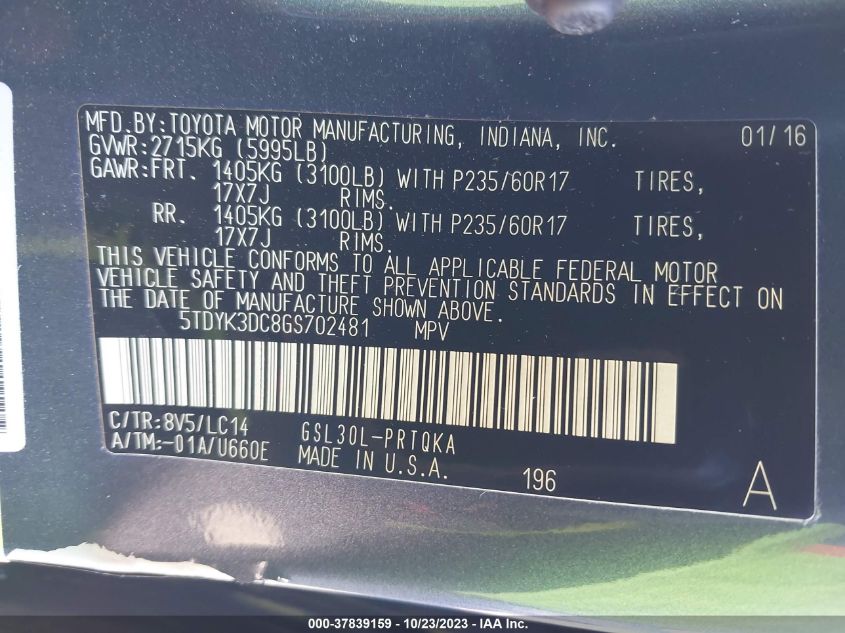 MFD.BY:TOYOTA MOTOR MANUFACTURING, INDIANA, INC. 01/16
GVWR:2715KG (5995LB)
GAWR:FRT. 1405KG (3100LB) WITH P235/60R17 TIRES,
17X7J RIMS.
RR. 1405KG (3100LB) WITH P235/60R17 TIRES,
17X7J RIMS.
THIS VEHICLE CONFORMS TO ALL APPLICABLE FEDERAL MOTOR
VEHICLE SAFETY AND THEFT PREVENTION STANDARDS IN EFFECT ON
THE DATE OF MANUFACTURE SHOWN ABOVE.
5TDYK3DC8GS702481 MPV
C/TR:8V5/LC14 GSL30L-PRTQKA
A/TM:-01A/U660E MADE IN U.S.A. 196 A
000-37839159 - 10/23/2023 - IAA Inc.